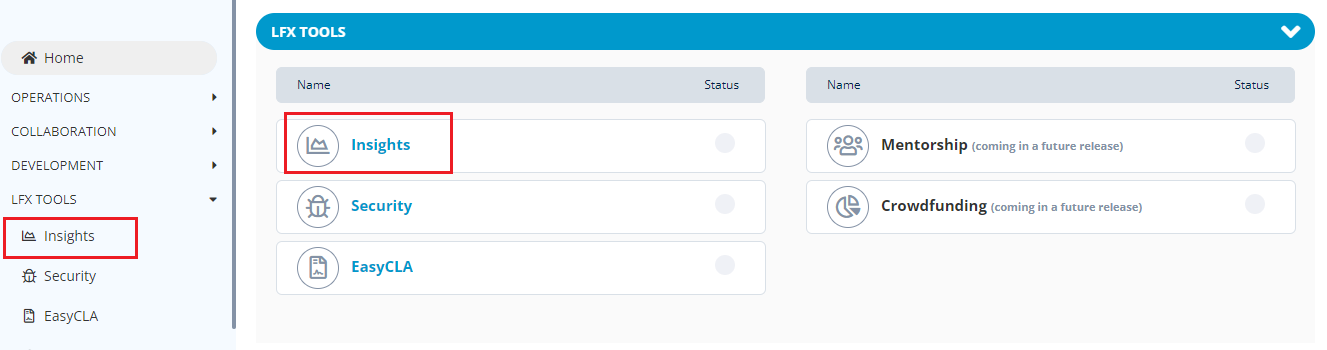 Home
OPERATIONS
COLLABORATION
DEVELOPMENT
LFX TOOLS
Insights
Security
EasyCLA
LFX TOOLS
Name Status
Insights
Security
EasyCLA
Name Status
Mentorship (coming in a future release)
Crowdfunding (coming in a future release)